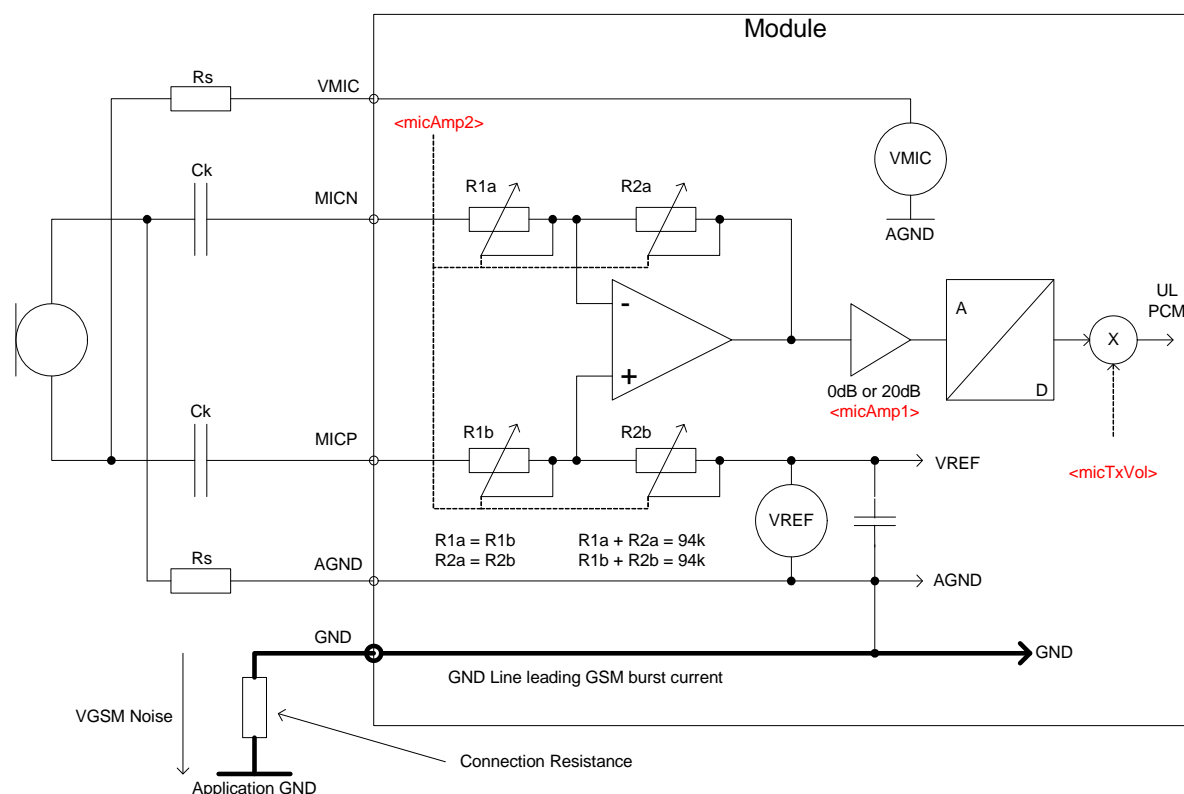 Module
Rs
VMIC
<micAmp2>
VMIC
Ck
MICN
R1a
R2a
AGND
-
+
A
D
X
UL
PCM
0dB or 20dB
<micAmp1>
Ck
MICP
R1b
R2b
VREF
<micTxVol>
VREF
R1a = R1b
R2a = R2b
R1a + R2a = 94k
R1b + R2b = 94k
Rs
AGND
AGND
GND
GND
GND Line leading GSM burst current
VGSM Noise
Connection Resistance
Application GND